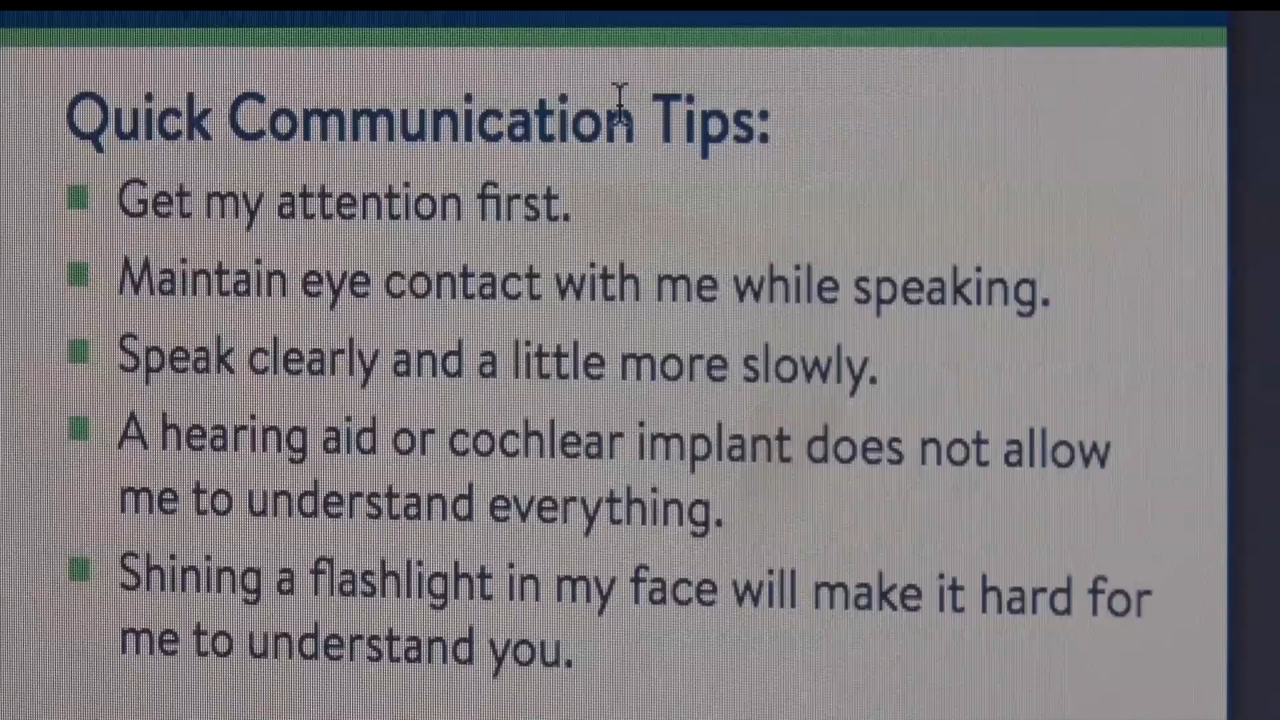 Quick Communication Tips:
Get my attention first.
Maintain eye contact with me while speaking.
Speak clearly and a little more slowly.
A hearing aid or cochlear implant does not allow
me to understand everything.
Shining a flashlight in my face will make it hard for
me to understand you.